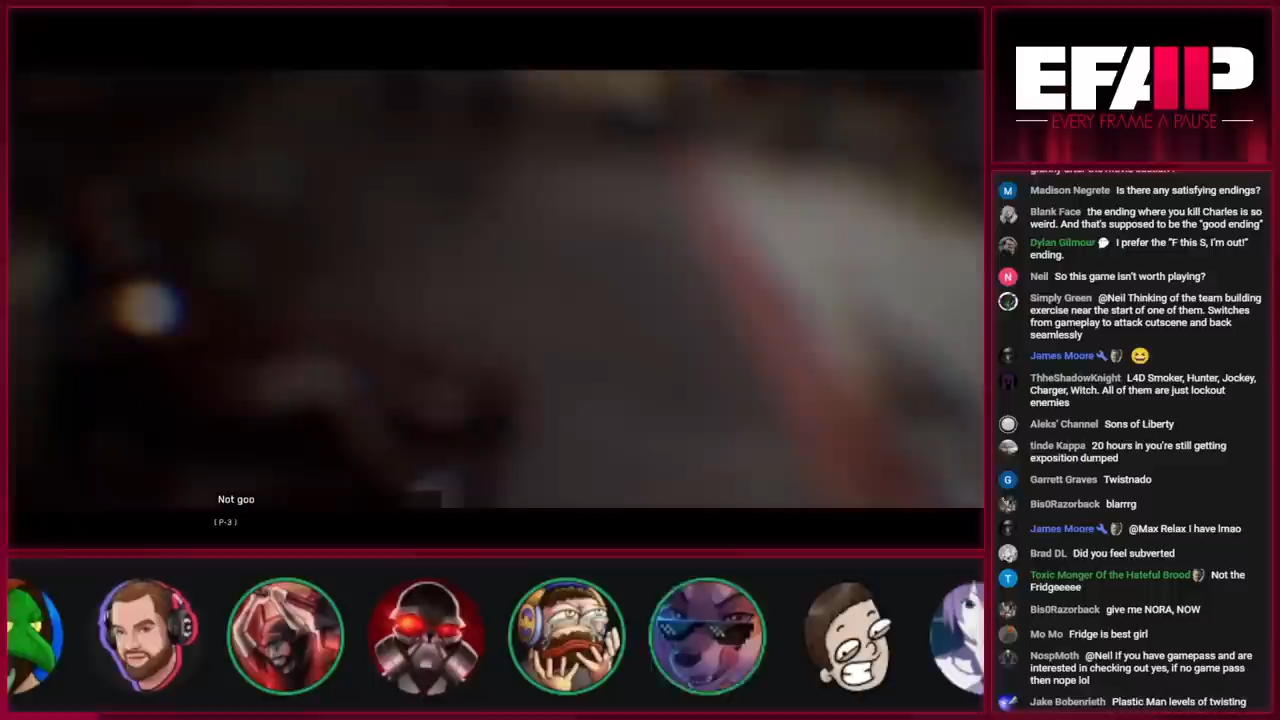 EFAP
EVERY FRAME A PAUSE
Madison Negrete Is there any satisfying endings?
Blank Face the ending where you kill Charles is so
weird. And that's supposed to be the "good ending"
Dylan Gilmour I prefer the "F this S, I'm out!"
ending.
N Neil So this game isn't worth playing?
Simply Green @Neil Thinking of the team building
exercise near the start of one of them. Switches
from gameplay to attack cutscene and back
seamlessly
James Moore
ThheShadowKnight L4D Smoker, Hunter, Jockey,
Charger, Witch. All of them are just lockout
enemies
Aleks' Channel Sons of Liberty
tinde Kappa 20 hours in you're still getting
exposition dumped
G Garrett Graves Twistnado
Bis0Razorback blarrrg
James Moore @Max Relax I have lmao
Brad DL Did you feel subverted
T Toxic Monger Of the Hateful Brood Not the
Fridgeeeee
Bis0Razorback give me NORA, NOW
Mo Mo Fridge is best girl
NospMoth @Neil If you have gamepass and are
interested in checking out yes, if no game pass
then nope lol
Jake Bobenrieth Plastic Man levels of twisting
Not goo
( P-3 )